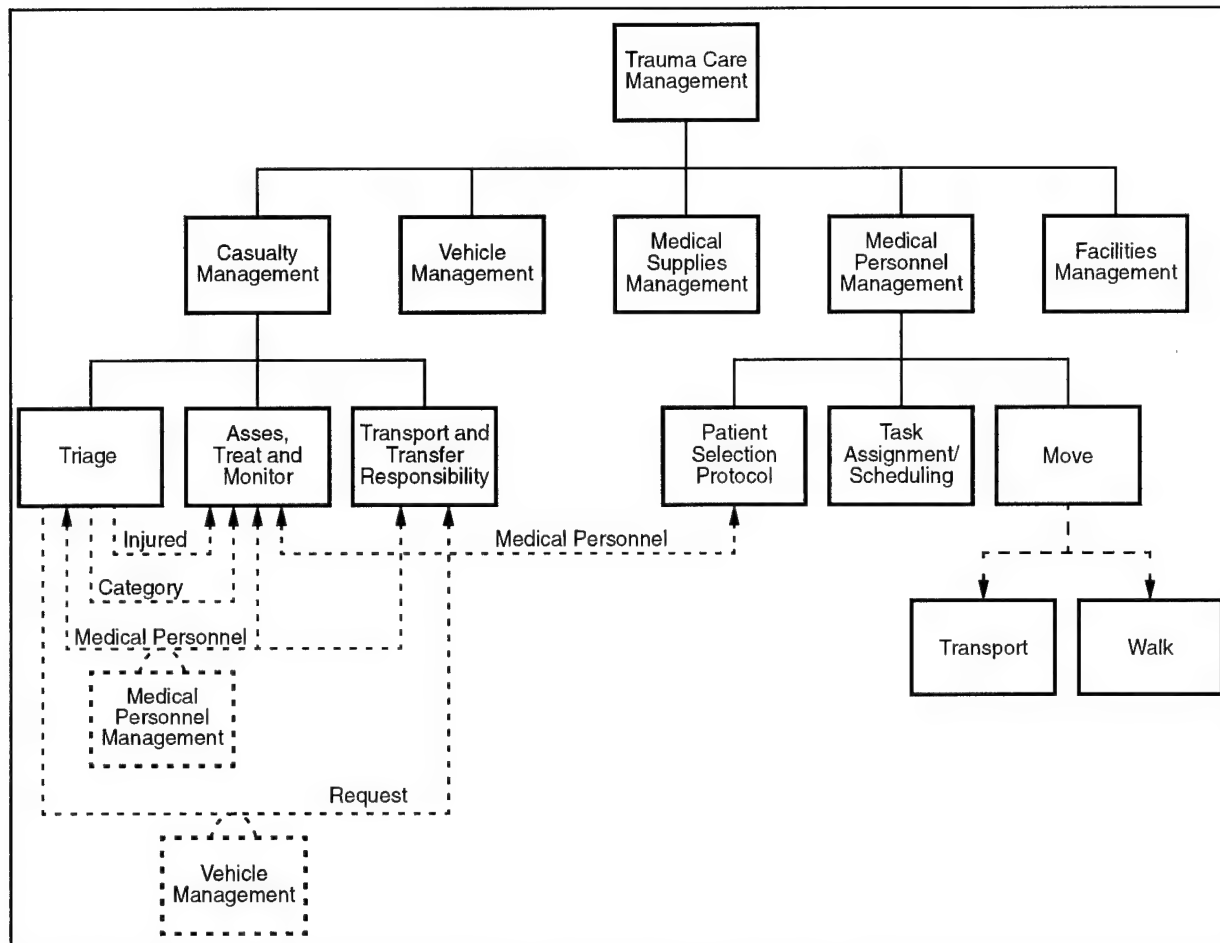 Trauma Care
Management
Casualty
Management
Vehicle
Management
Medical
Supplies
Management
Medical
Personnel
Management
Facilities
Management
Triage
Asses,
Treat and
Monitor
Transport and
Transfer
Responsibility
Patient
Selection
Protocol
Task
Assignment/
Scheduling
Move
Injured
Medical Personnel
Category
Medical Personnel
Transport
Walk
Medical
Personnel
Management
Request
Vehicle
Management